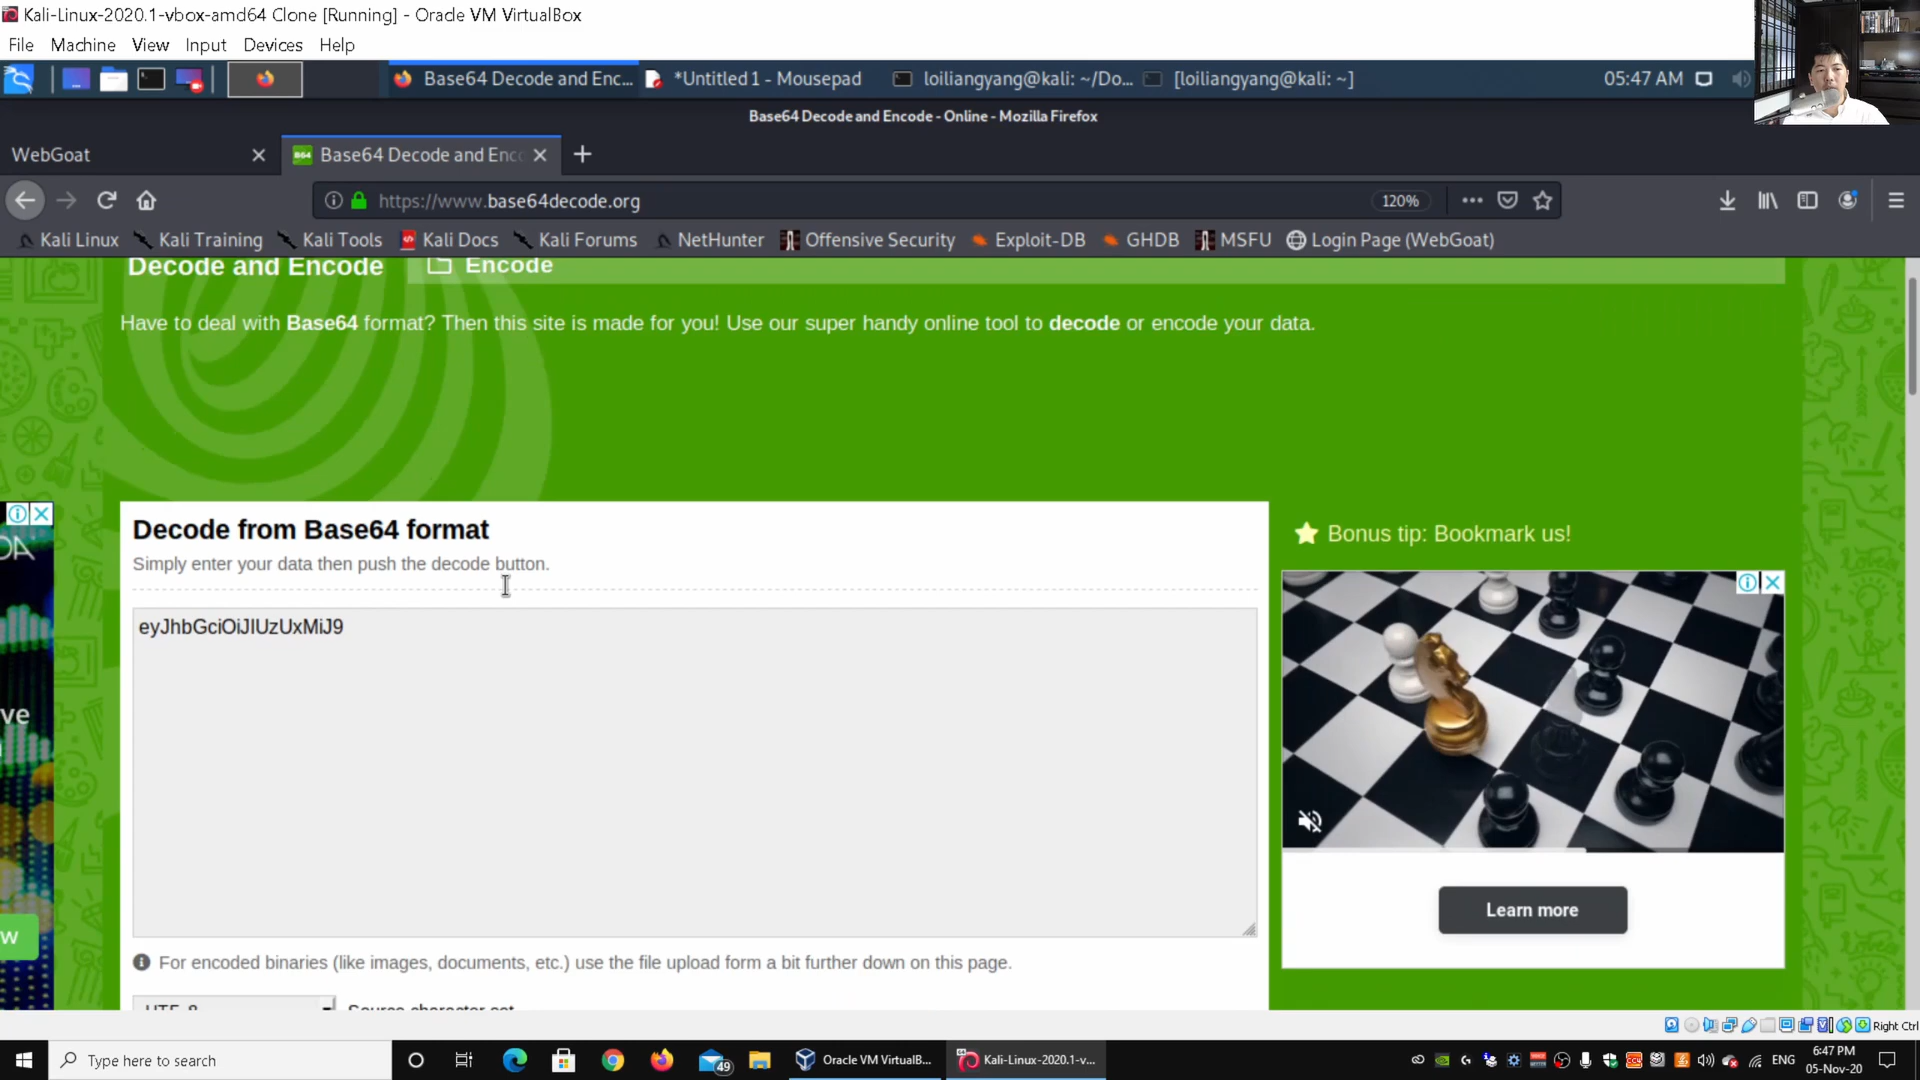 Kali-Linux-2020.1-vbox-amd64 Clone [Running] - Oracle VM VirtualBox
File Machine View Input Devices Help
Base64 Decode and Enc... *Untitled 1 - Mousepad loiliangyang@kali: ~/Do... [loiliangyang@kali: ~] 05:47 AM
Base64 Decode and Encode - Online - Mozilla Firefox
WebGoat Base64 Decode and Enc
https://www.base64decode.org 120%
Kali Linux Kali Training Kali Tools Kali Docs Kali Forums NetHunter Offensive Security Exploit-DB GHDB MSFU Login Page (WebGoat)
Decode and Encode Encode
Have to deal with Base64 format? Then this site is made for you! Use our super handy online tool to decode or encode your data.
Decode from Base64 format
Simply enter your data then push the decode button.
Bonus tip: Bookmark us!
eyJhbGciOiJIUzUxMiJ9
Learn more
For encoded binaries (like images, documents, etc.) use the file upload form a bit further down on this page.
UTF-8 Source character set
Right Ctrl
Type here to search
49
Oracle VM VirtualB... Kali-Linux-2020.1-v...
ENG 6:47 PM
05-Nov-20